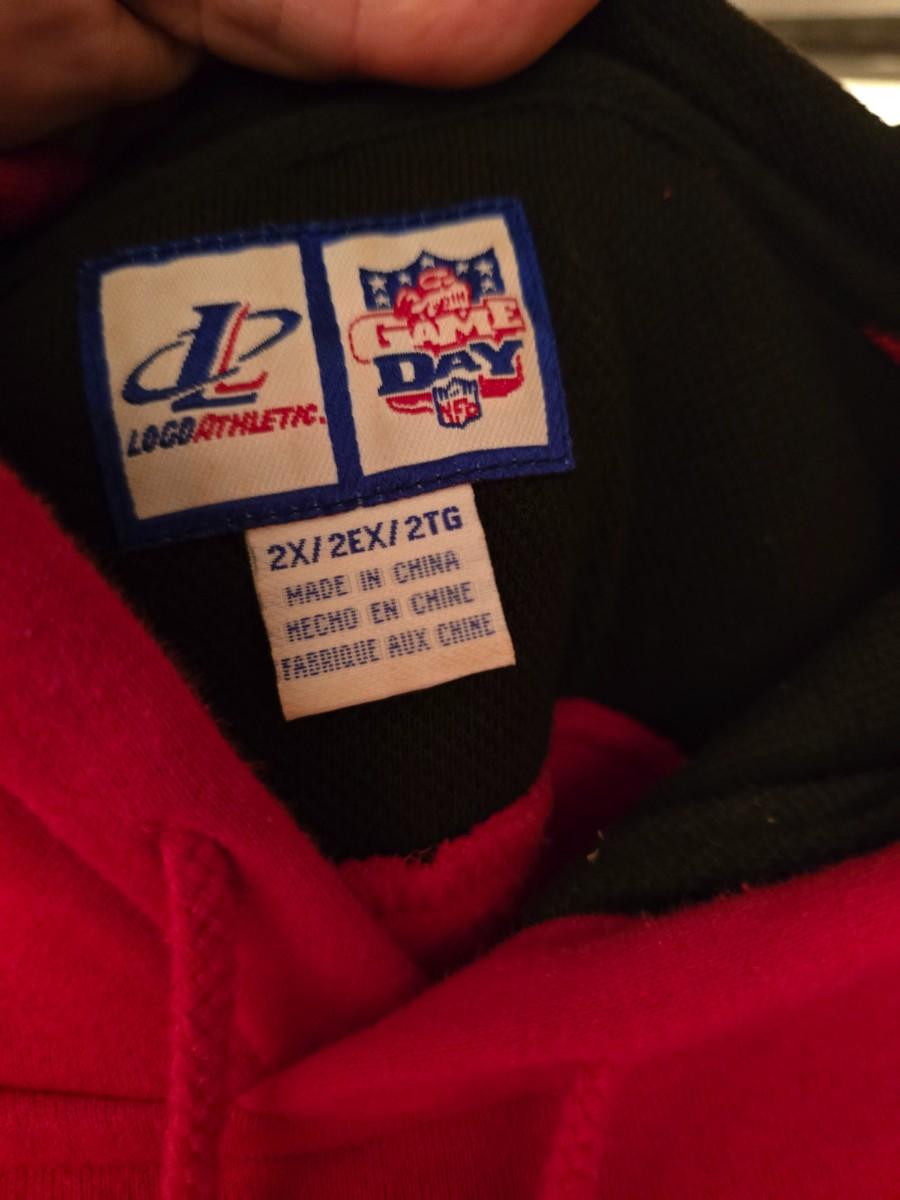 LOGOATHLETIC.
GAME
DAY
NFL
2X/2EX/2TG
MADE IN CHINA
HECHO EN CHINE
FABRIQUE AUX CHINE